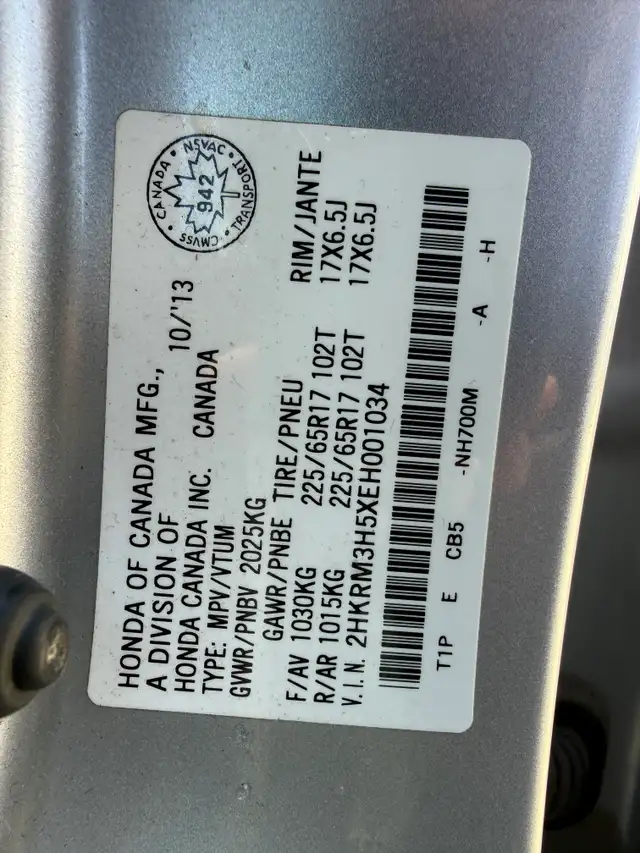 HONDA OF CANADA MFG., 10/'13
A DIVISION OF
HONDA CANADA INC. CANADA
TYPE: MPV/VTUM
GVWR/PNBV 2025KG
GAWR/PNBE TIRE/PNEU RIM/JANTE
F/AV 1030KG 225/65R17 102T 17X6.5J
R/AR 1015KG 225/65R17 102T 17X6.5J
V.I.N. 2HKRM3H5XEH001034
T1P E CB5 -NH700M -A -H
CANADA • NSVAC • TRANSPORT • CMVSS •
942